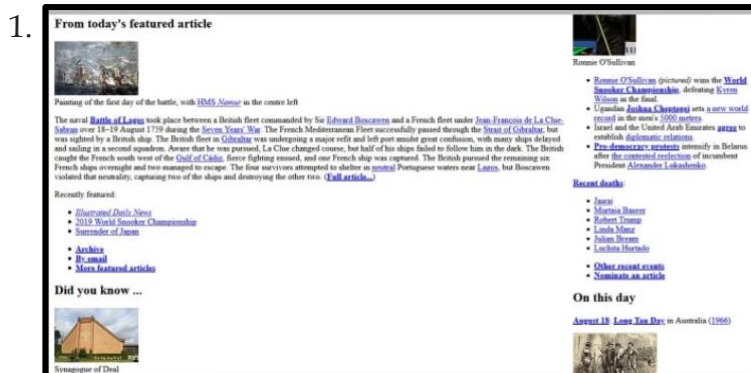 1.
From today's featured article
Painting of the first day of the battle, with HMS Namur in the centre left
The naval Battle of Lagos took place between a British fleet commanded by Sir Edward Boscawen and a French fleet under Jean-François de La Clue-
Sabran over 18–19 August 1759 during the Seven Years' War. The French Mediterranean Fleet successfully passed through the Strait of Gibraltar, but
was sighted by a British ship. The British fleet in Gibraltar was undergoing a major refit and left port amidst great confusion, with many ships delayed
and sailing in a second squadron. Aware that he was pursued, La Clue changed course, but half of his ships failed to follow him in the dark. The British
caught the French south west of the Gulf of Cádiz, fierce fighting ensued, and one French ship was captured. The British pursued the remaining six
French ships overnight and two managed to escape. The four survivors attempted to shelter in neutral Portuguese waters near Lagos, but Boscawen
violated that neutrality, capturing two of the ships and destroying the other two. (Full article...)
Recently featured:
Illustrated Daily News
2019 World Snooker Championship
Surrender of Japan
Archive
By email
More featured articles
Did you know ...
Synagogue of Deal
Ronnie O'Sullivan
Ronnie O'Sullivan (pictured) wins the World
Snooker Championship, defeating Kyren
Wilson in the final.
Ugandan Joshua Cheptegei sets a new world
record in the men's 5000 metres.
Israel and the United Arab Emirates agree to
establish diplomatic relations.
Pro-democracy protests intensify in Belarus
after the contested reelection of incumbent
President Alexander Lukashenko.
Recent deaths:
Jasraj
Murtaja Baseer
Robert Trump
Linda Manz
Julian Bream
Luchita Hurtado
Other recent events
Nominate an article
On this day
August 18: Long Tan Day in Australia (1966)